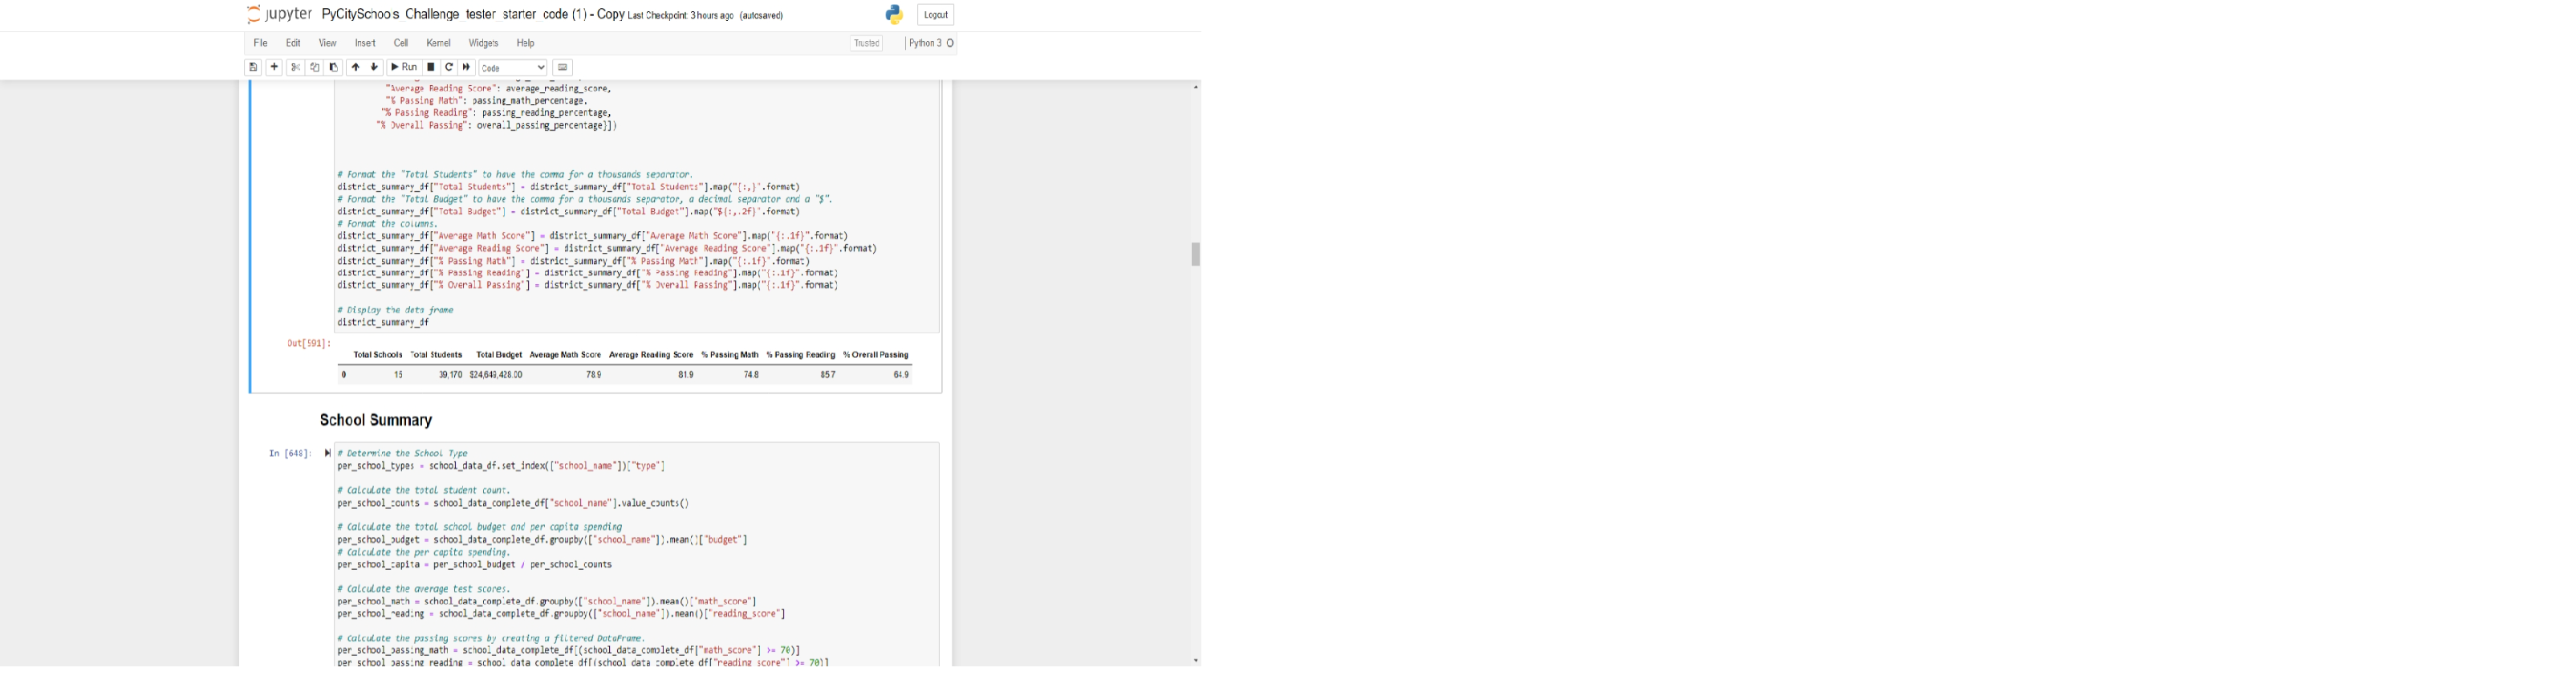 jupyter PyCitySchools_Challenge_tester_starter_code (1) - Copy Last Checkpoint: 3 hours ago (autosaved)
Logout
File Edit View Insert Cell Kernel Widgets Help
Trusted
Python 3 O
Run
Code
"Average Reading Score": average_reading_score,
"% Passing Math": passing_math_percentage,
"% Passing Reading": passing_reading_percentage,
"% Overall Passing": overall_passing_percentage}])
# Format the "Total Students" to have the comma for a thousands separator.
district_summary_df["Total Students"] = district_summary_df["Total Students"].map("{:,}".format)
# Format the "Total Budget" to have the comma for a thousands separator, a decimal separator and a "$".
district_summary_df["Total Budget"] = district_summary_df["Total Budget"].map("${:,.2f}".format)
# Format the columns.
district_summary_df["Average Math Score"] = district_summary_df["Average Math Score"].map("{:.1f}".format)
district_summary_df["Average Reading Score"] = district_summary_df["Average Reading Score"].map("{:.1f}".format)
district_summary_df["% Passing Math"] = district_summary_df["% Passing Math"].map("{:.1f}".format)
district_summary_df["% Passing Reading"] = district_summary_df["% Passing Reading"].map("{:.1f}".format)
district_summary_df["% Overall Passing"] = district_summary_df["% Overall Passing"].map("{:.1f}".format)
# Display the data frame
district_summary_df
Out[591]:
Total Schools Total Students Total Budget Average Math Score Average Reading Score % Passing Math % Passing Reading % Overall Passing
0 15 39,170 $24,649,428.00 78.9 81.9 74.8 85.7 64.9
School Summary
In [648]:
# Determine the School Type
per_school_types = school_data_df.set_index(["school_name"])["type"]
# Calculate the total student count.
per_school_counts = school_data_complete_df["school_name"].value_counts()
# Calculate the total school budget and per capita spending
per_school_budget = school_data_complete_df.groupby(["school_name"]).mean()["budget"]
# Calculate the per capita spending.
per_school_capita = per_school_budget / per_school_counts
# Calculate the average test scores.
per_school_math = school_data_complete_df.groupby(["school_name"]).mean()["math_score"]
per_school_reading = school_data_complete_df.groupby(["school_name"]).mean()["reading_score"]
# Calculate the passing scores by creating a filtered DataFrame.
per_school_passing_math = school_data_complete_df[(school_data_complete_df["math_score"] >= 70)]
per_school_passing_reading = school_data_complete_df[(school_data_complete_df["reading_score"] >= 70)]